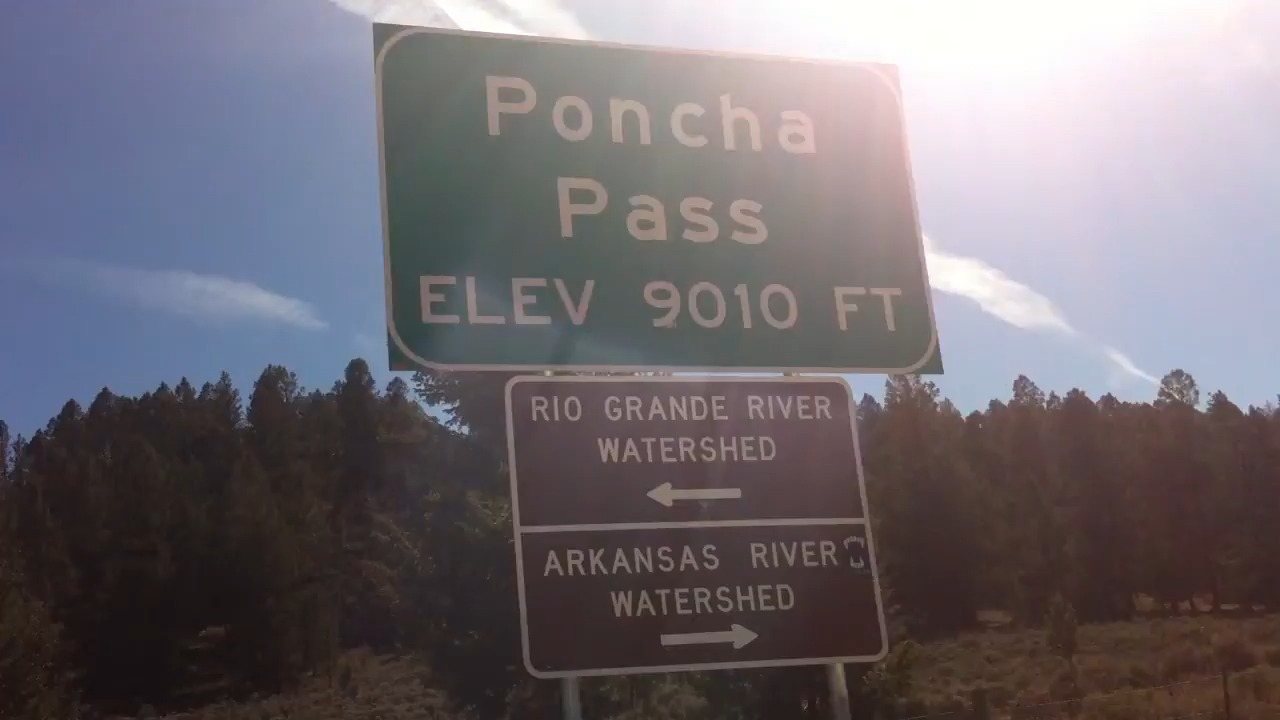 Poncha
Pass
ELEV 9010 FT
RIO GRANDE RIVER
WATERSHED
ARKANSAS RIVER
WATERSHED